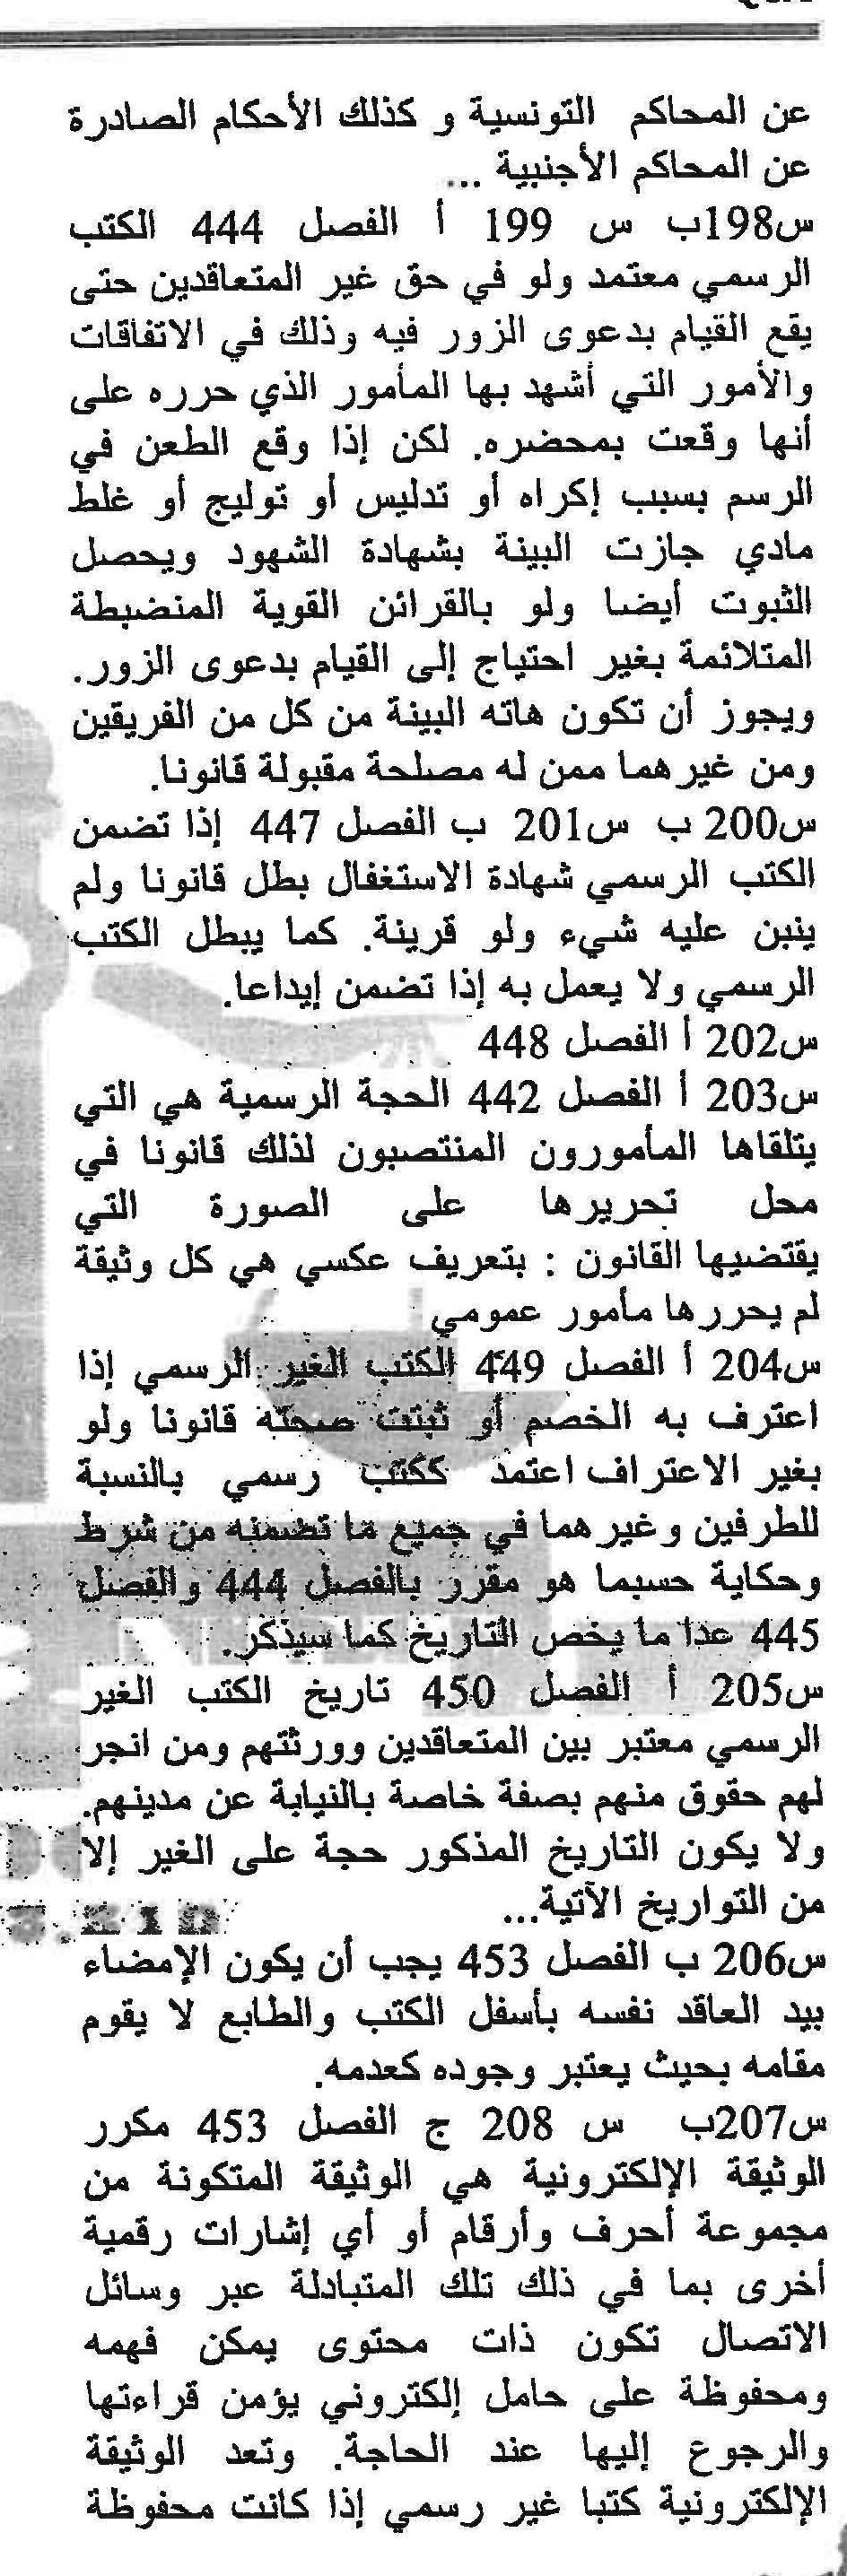 عن المحاكم التونسية و كذلك الأحكام الصادرة
عن المحاكم الأجنبية ...
س198ب س 199 أ الفصل 444 الكتب
الرسمي معتمد ولو في حق غير المتعاقدين حتى
يقع القيام بدعوى الزور فيه وذلك في الاتفاقات
والأمور التي أشهد بها المأمور الذي حرره على
أنها وقعت بمحضره. لكن إذا وقع الطعن في
الرسم بسبب إكراه أو تدليس أو توليج أو غلط
مادي جازت البينة بشهادة الشهود ويحصل
الثبوت أيضا ولو بالقرائن القوية المنضبطة
المتلائمة بغير احتياج إلى القيام بدعوى الزور.
ويجوز أن تكون هاته البينة من كل من الفريقين
ومن غيرهما ممن له مصلحة مقبولة قانونا.
س200 ب س201 ب الفصل 447 إذا تضمن
الكتب الرسمي شهادة الاستغفال بطل قانونا ولم
ينبن عليه شيء ولو قرينة. كما يبطل الكتب
الرسمي ولا يعمل به إذا تضمن إيداعا.
س202 أ الفصل 448
س203 أ الفصل 442 الحجة الرسمية هي التي
يتلقاها المأمورون المنتصبون لذلك قانونا في
محل تحريرها على الصورة التي
يقتضيها القانون : بتعريف عكسي هي كل وثيقة
لم يحررها مأمور عمومي
س204 أ الفصل 449 الكتب الغير الرسمي إذا
اعترف به الخصم أو ثبتت صحته قانونا ولو
بغير الاعتراف اعتمد ككتب رسمي بالنسبة
للطرفين وغيرهما في جميع ما تضمنه من شرط
وحكاية حسبما هو مقرر بالفصل 444 والفصل
445 عدا ما يخص التاريخ كما سيذكر.
س205 أ الفصل 450 تاريخ الكتب الغير
الرسمي معتبر بين المتعاقدين وورثتهم ومن انجر
لهم حقوق منهم بصفة خاصة بالنيابة عن مدينهم.
ولا يكون التاريخ المذكور حجة على الغير إلا
من التواريخ الآتية...
س206 ب الفصل 453 يجب أن يكون الإمضاء
بيد العاقد نفسه بأسفل الكتب والطابع لا يقوم
مقامه بحيث يعتبر وجوده كعدمه.
س207ب س 208 ج الفصل 453 مكرر
الوثيقة الإلكترونية هي الوثيقة المتكونة من
مجموعة أحرف وأرقام أو أي إشارات رقمية
أخرى بما في ذلك تلك المتبادلة عبر وسائل
الاتصال تكون ذات محتوى يمكن فهمه
ومحفوظة على حامل إلكتروني يؤمن قراءتها
والرجوع إليها عند الحاجة. وتعد الوثيقة
الإلكترونية كتبا غير رسمي إذا كانت محفوظة